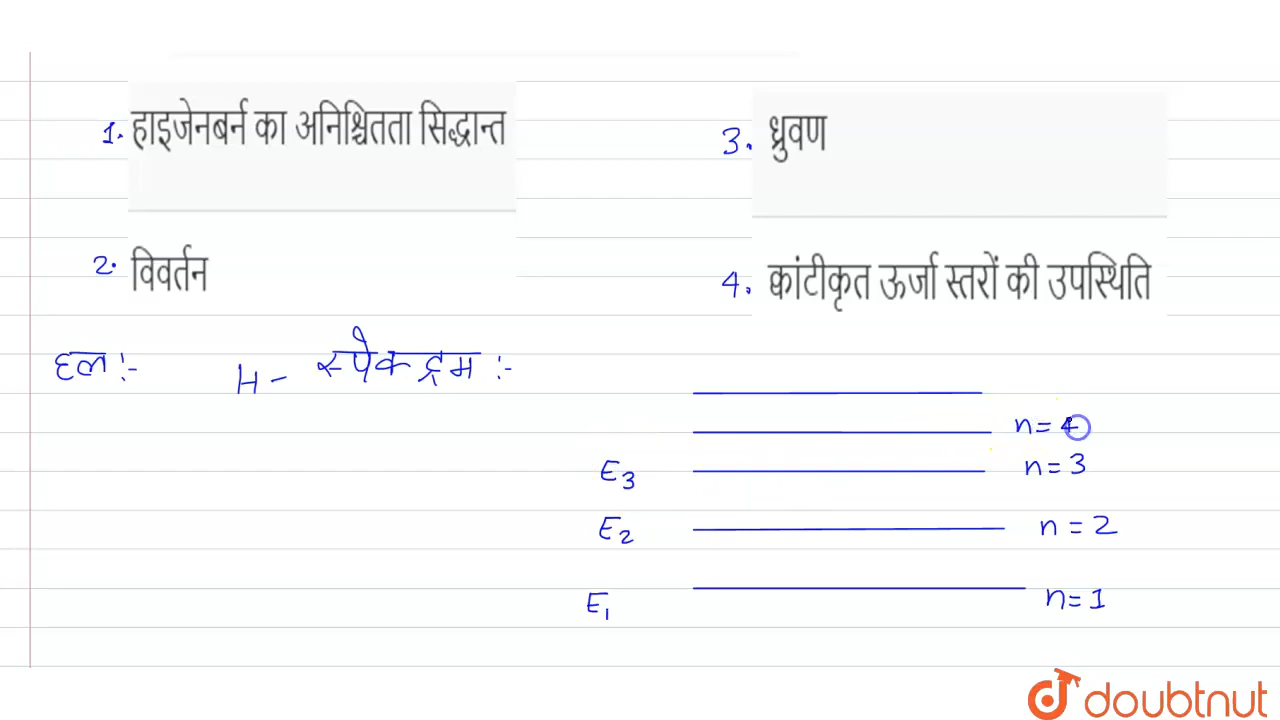 1. हाइजेनबर्न का अनिश्चितता सिद्धान्त
3. ध्रुवण
2. विवर्तन
4. क्वांटीकृत ऊर्जा स्तरों की उपस्थिति
हल :-
H - स्पेकट्रम :-
n = 4
E3 n = 3
E2 n = 2
E1 n = 1
doubtnut